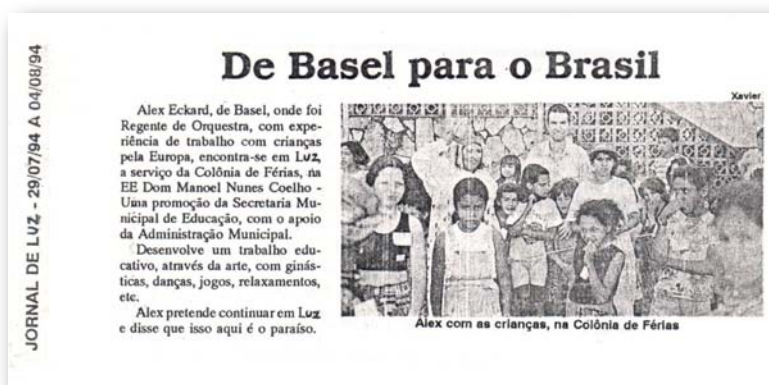 JORNAL DE LUZ - 29/07/94 A 04/08/94
De Basel para o Brasil
Xavier
Alex Eckard, de Basel, onde foi
Regente de Orquestra, com expe-
riência de trabalho com crianças
pela Europa, encontra-se em Luz,
a serviço da Colônia de Férias, na
EE Dom Manoel Nunes Coelho -
Uma promoção da Secretaria Mu-
nicipal de Educação, com o apoio
da Administração Municipal.
Desenvolve um trabalho edu-
cativo, através da arte, com ginás-
ticas, danças, jogos, relaxamentos,
etc.
Alex pretende continuar em Luz
e disse que isso aqui é o paraíso.
Alex com as crianças, na Colônia de Férias